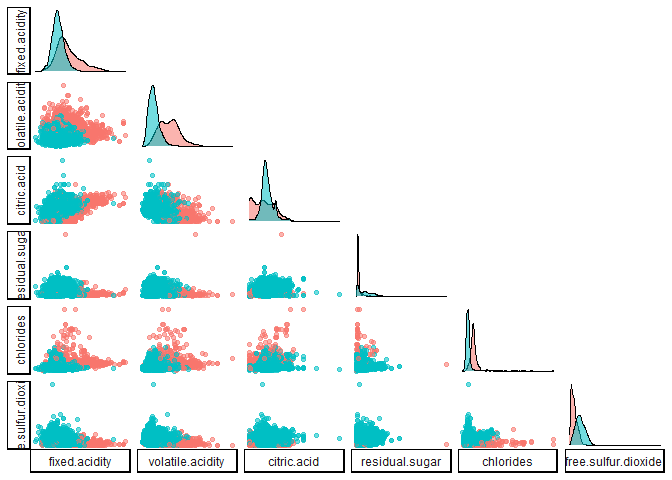 fixed.acidity
olatile.acidit
citric.acid
residual.suga
chlorides
e.sulfur.dioxi
fixed.acidity
volatile.acidity
citric.acid
residual.sugar
chlorides
free.sulfur.dioxide